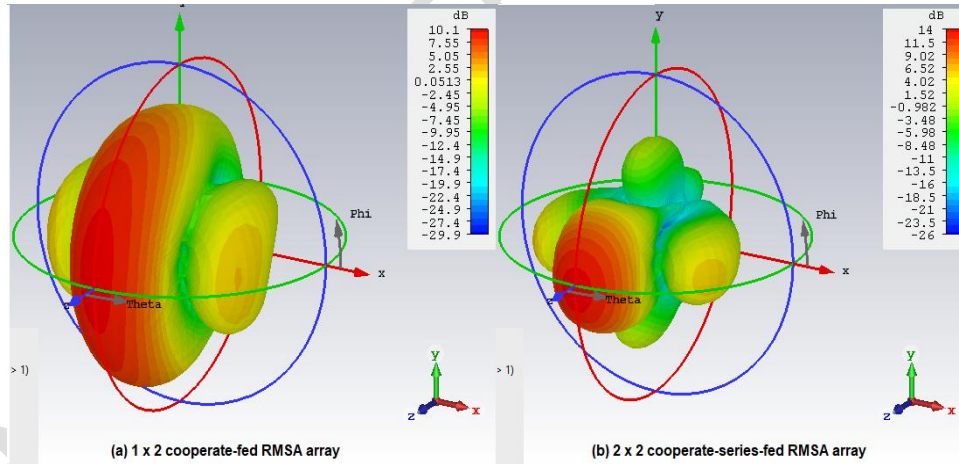 dB
10.1
7.55
5.05
2.55
0.0513
-2.45
-4.95
-7.45
-9.95
-12.4
-14.9
-17.4
-19.9
-22.4
-24.9
-27.4
-29.9
Phi
x
z
Theta
> 1)
y
z
x
(a) 1 x 2 cooperate-fed RMSA array
y
dB
14
11.5
9.02
6.52
4.02
1.52
-0.982
-3.48
-5.98
-8.48
-11
-13.5
-16
-18.5
-21
-23.5
-26
Phi
x
z
Theta
> 1)
y
z
x
(b) 2 x 2 cooperate-series-fed RMSA array